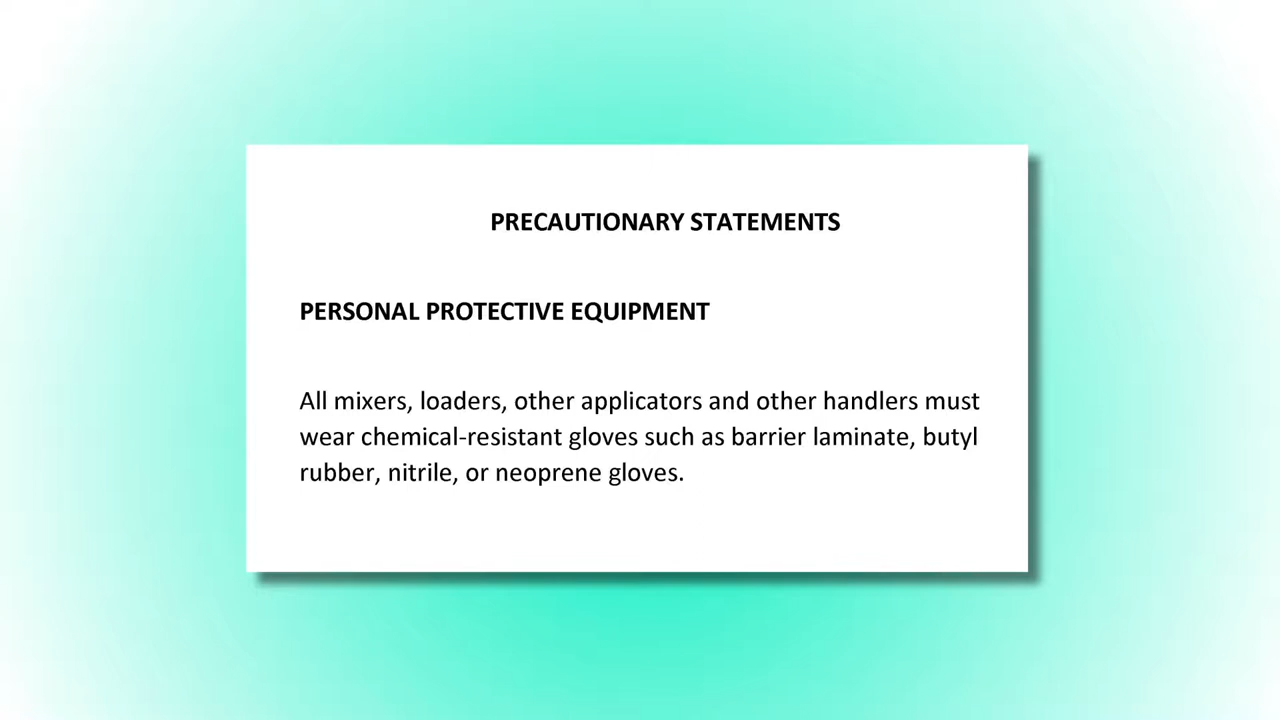 PRECAUTIONARY STATEMENTS
PERSONAL PROTECTIVE EQUIPMENT
All mixers, loaders, other applicators and other handlers must
wear chemical-resistant gloves such as barrier laminate, butyl
rubber, nitrile, or neoprene gloves.